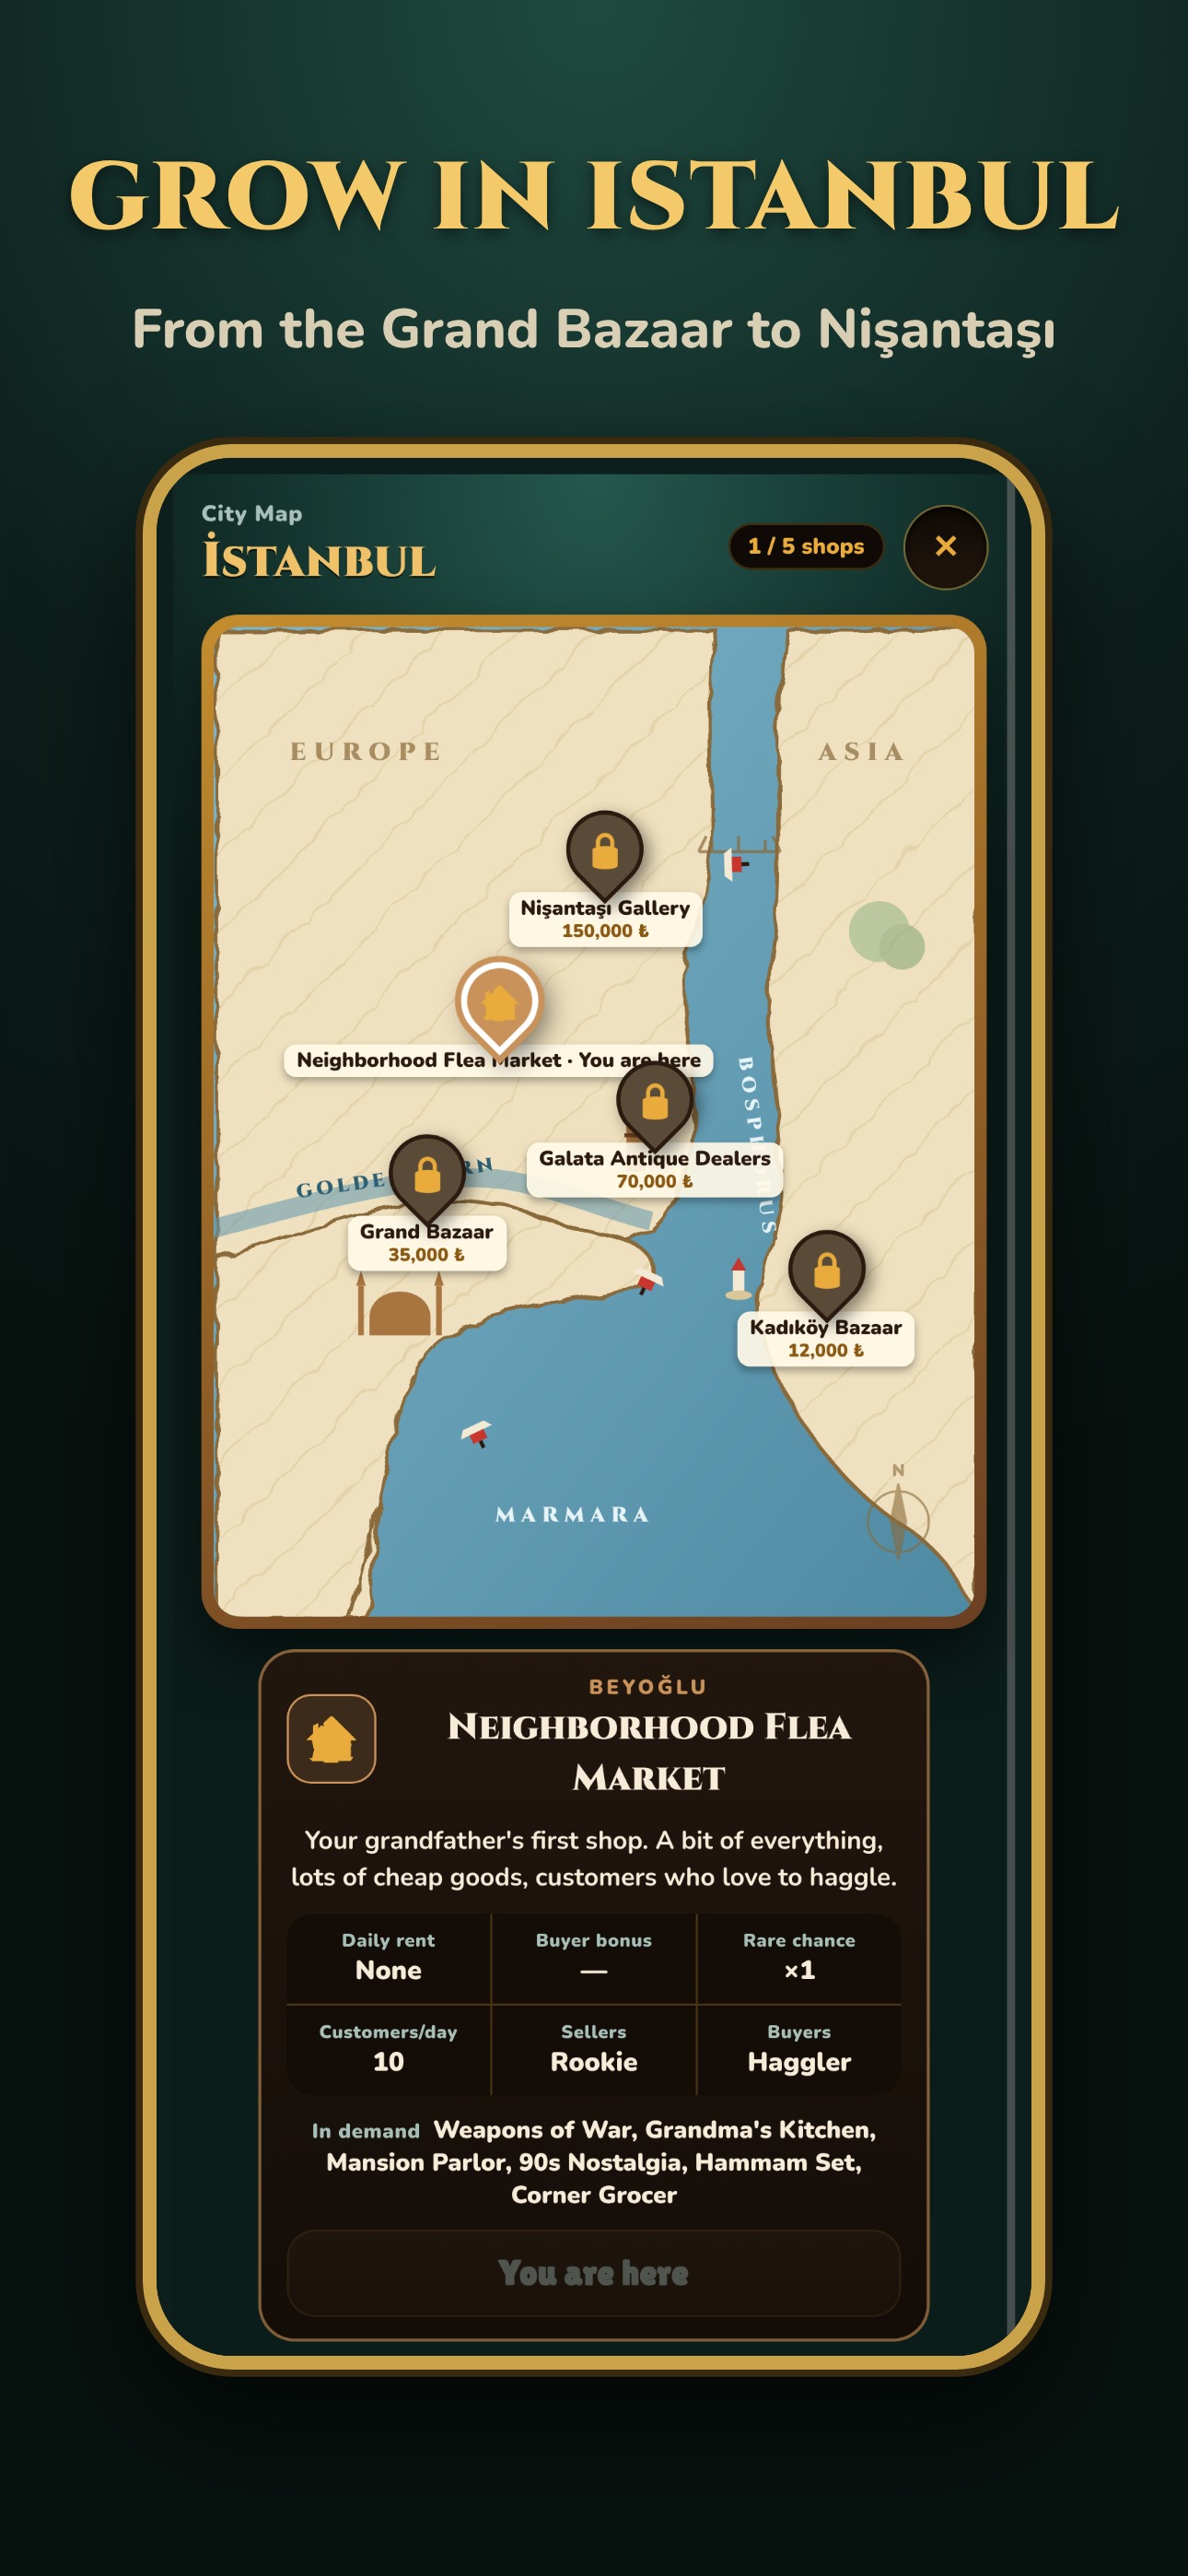 GROW IN ISTANBUL
From the Grand Bazaar to Nişantaşı
City Map
İSTANBUL
1 / 5 shops
×
EUROPE
ASIA
Nişantaşı Gallery
150,000 ₺
Neighborhood Flea Market · You are here
BOSPHORUS
Galata Antique Dealers
70,000 ₺
GOLDEN HORN
Grand Bazaar
35,000 ₺
Kadıköy Bazaar
12,000 ₺
N
MARMARA
BEYOĞLU
NEIGHBORHOOD FLEA
MARKET
Your grandfather's first shop. A bit of everything,
lots of cheap goods, customers who love to haggle.
Daily rent
None
Buyer bonus
—
Rare chance
×1
Customers/day
10
Sellers
Rookie
Buyers
Haggler
In demand Weapons of War, Grandma's Kitchen,
Mansion Parlor, 90s Nostalgia, Hammam Set,
Corner Grocer
You are here